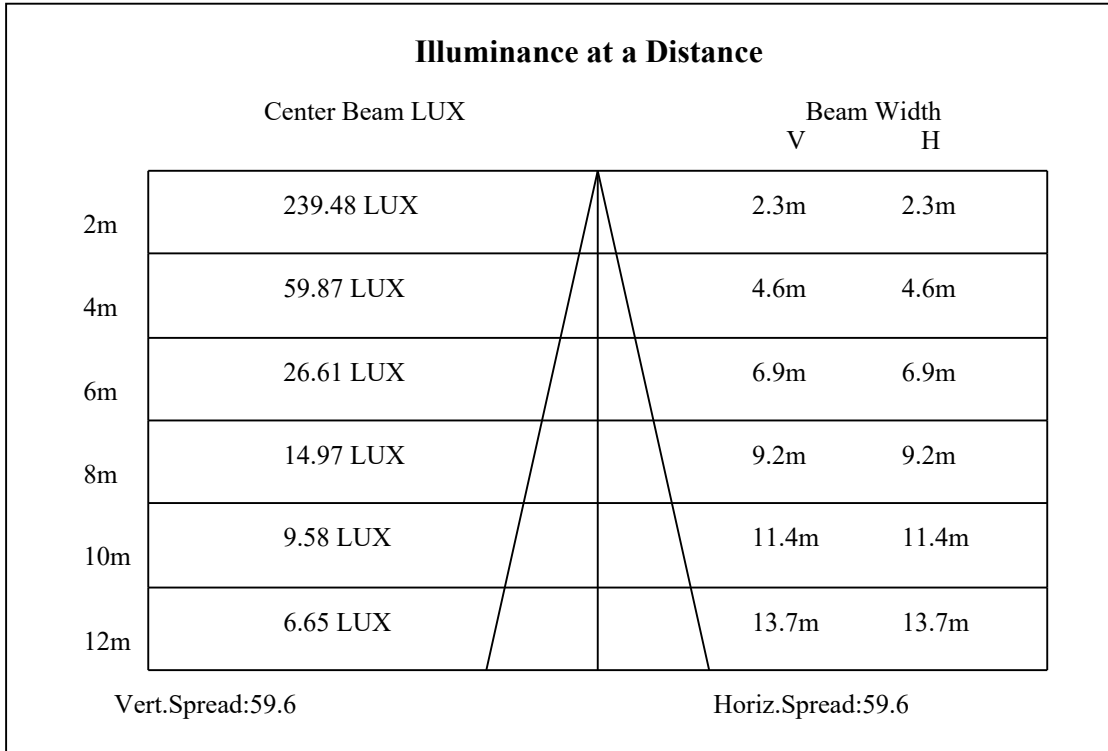 Illuminance at a Distance
Center Beam LUX Beam Width
V H
2m 239.48 LUX 2.3m 2.3m
4m 59.87 LUX 4.6m 4.6m
6m 26.61 LUX 6.9m 6.9m
8m 14.97 LUX 9.2m 9.2m
10m 9.58 LUX 11.4m 11.4m
12m 6.65 LUX 13.7m 13.7m
Vert.Spread:59.6 Horiz.Spread:59.6